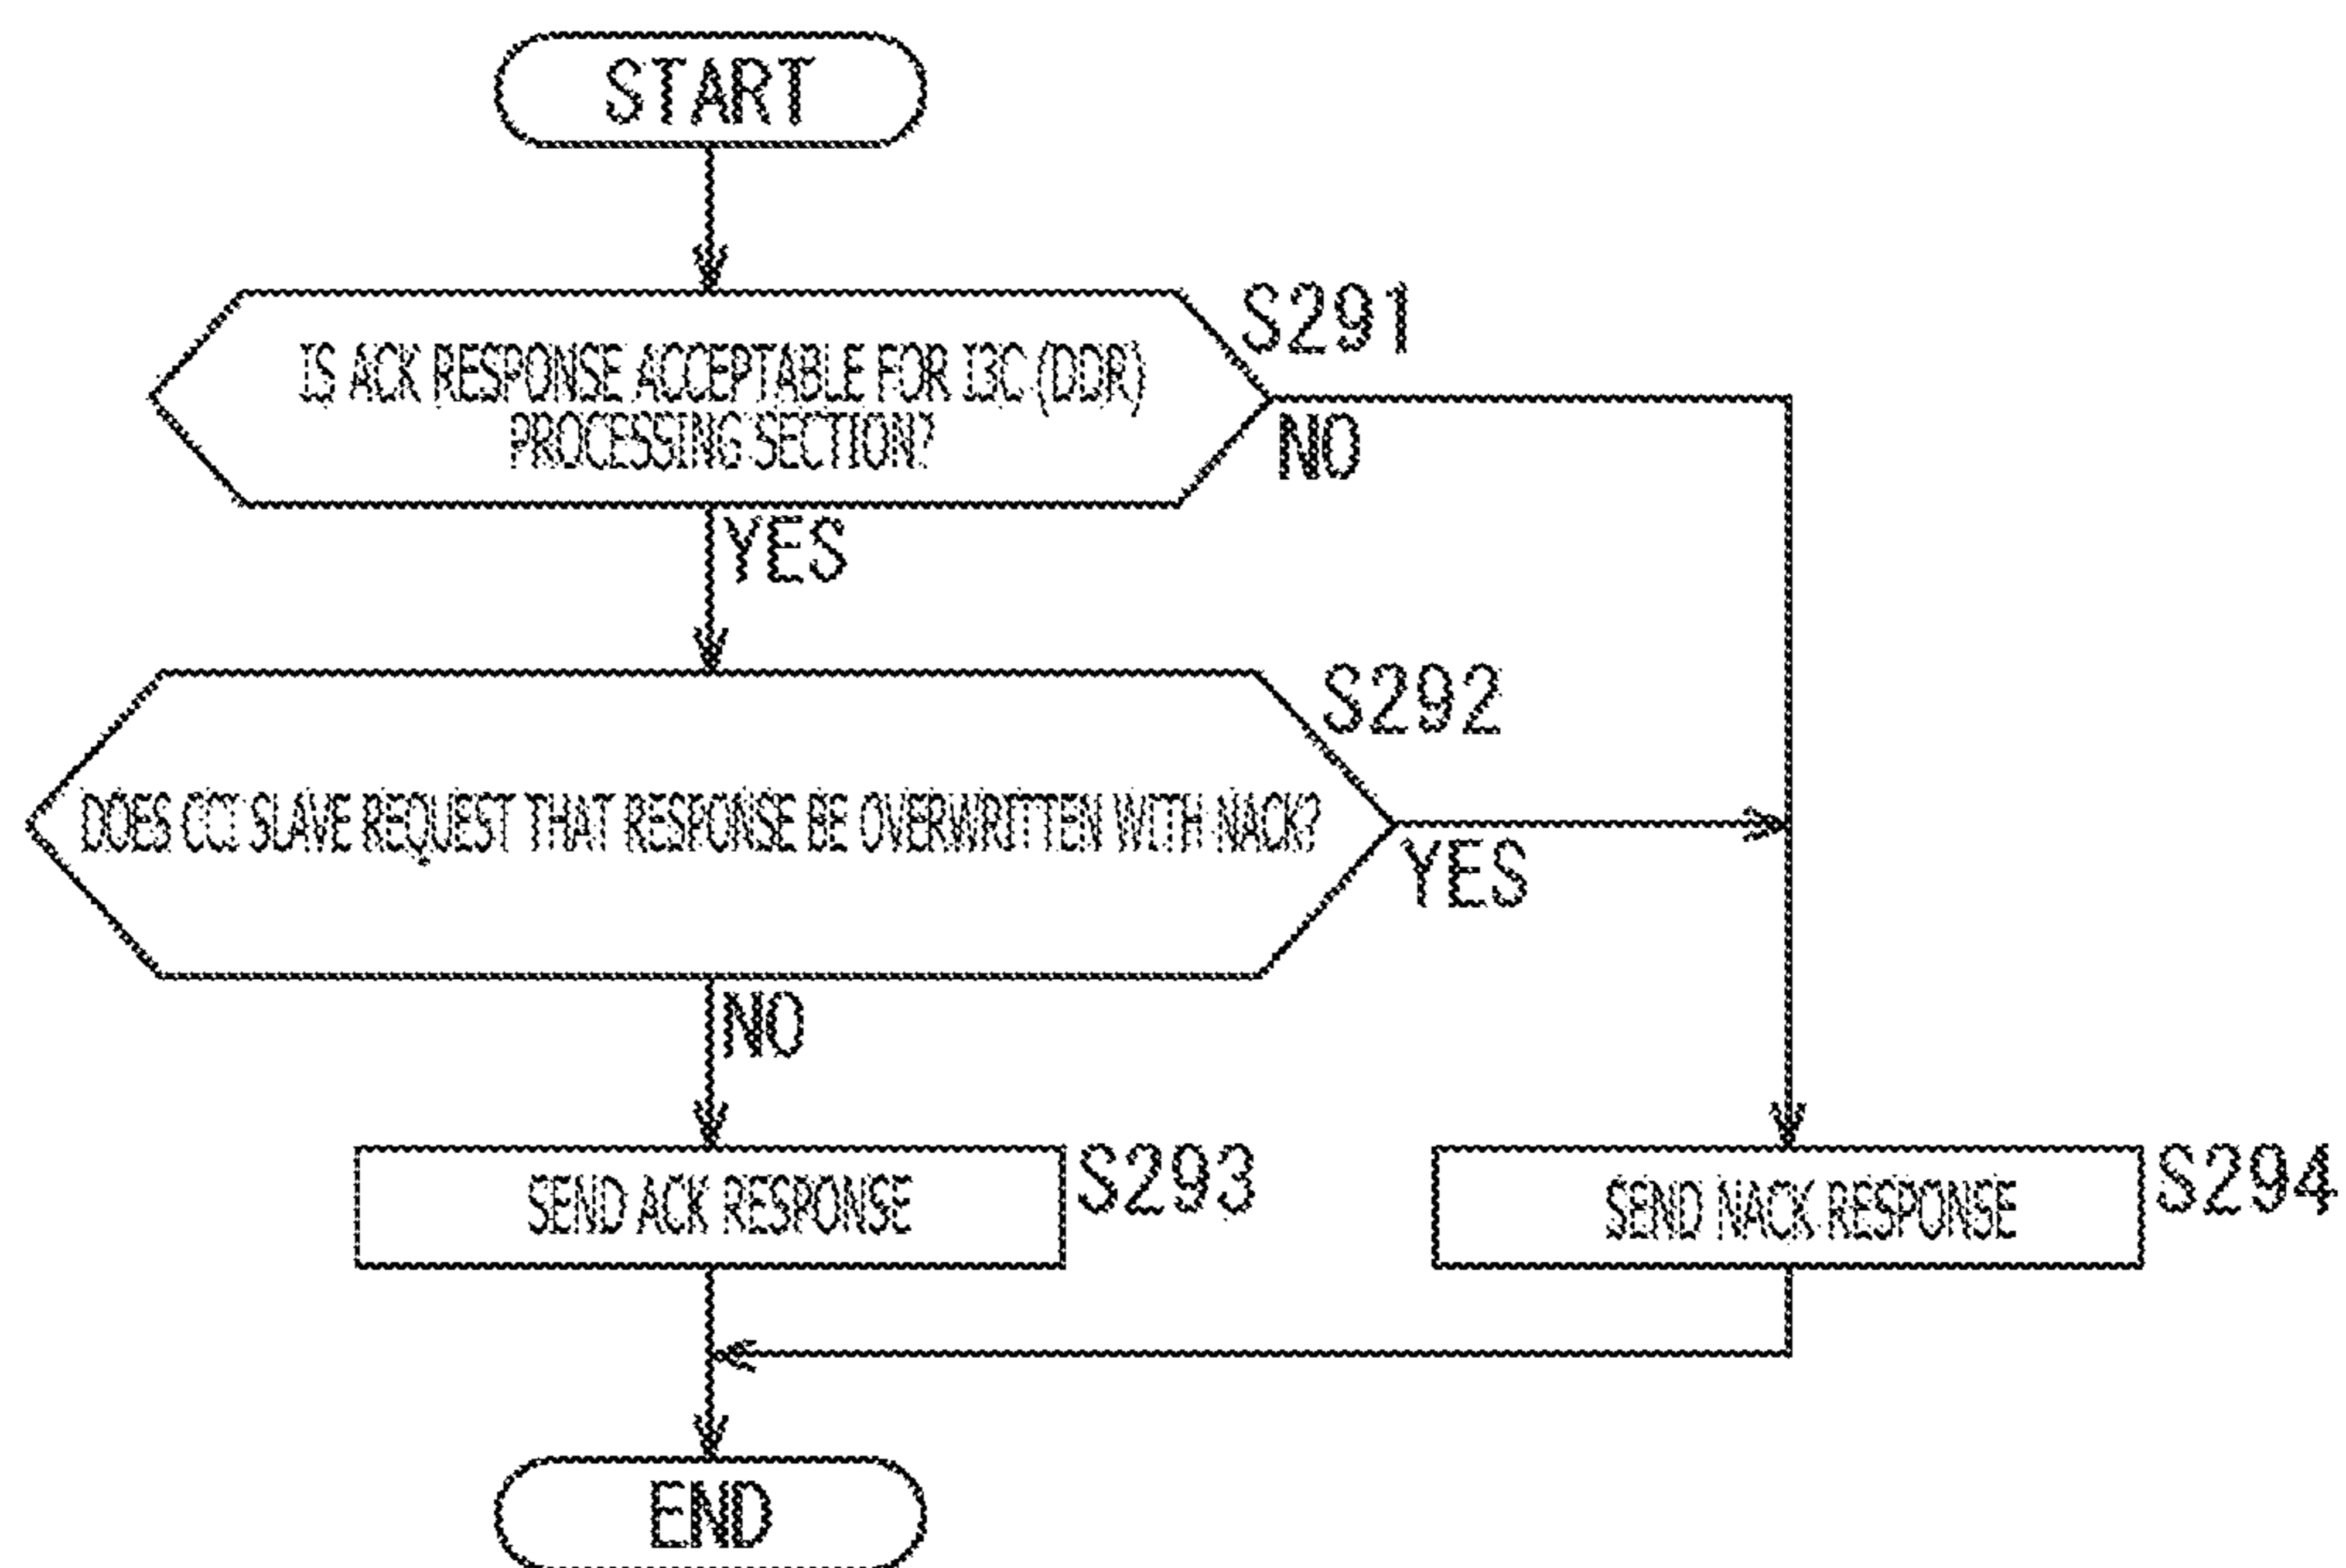 START
S291
IS ACK RESPONSE ACCEPTABLE FOR I3C (DDR)
PROCESSING SECTION?
NO
YES
S292
DOES CCI SLAVE REQUEST THAT RESPONSE BE OVERWRITTEN WITH NACK?
YES
NO
SEND ACK RESPONSE
S293
SEND NACK RESPONSE
S294
END